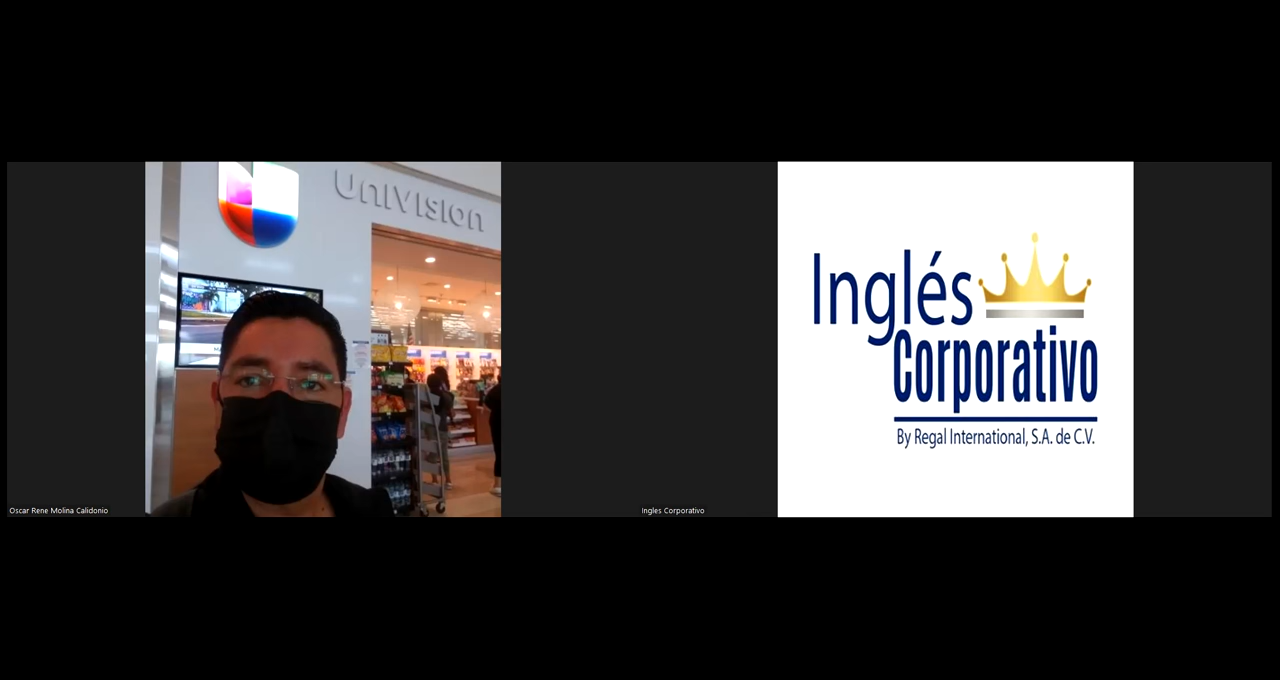 UNIVISION
Oscar Rene Molina Calidonio
Inglés
Corporativo
By Regal International, S.A. de C.V.
Ingles Corporativo